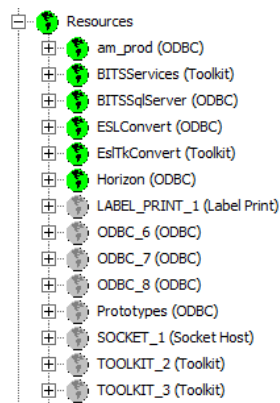 Resources
am_prod (ODBC)
BITSServices (Toolkit)
BITSSqlServer (ODBC)
ESLConvert (ODBC)
EslTkConvert (Toolkit)
Horizon (ODBC)
LABEL_PRINT_1 (Label Print)
ODBC_6 (ODBC)
ODBC_7 (ODBC)
ODBC_8 (ODBC)
Prototypes (ODBC)
SOCKET_1 (Socket Host)
TOOLKIT_2 (Toolkit)
TOOLKIT_3 (Toolkit)